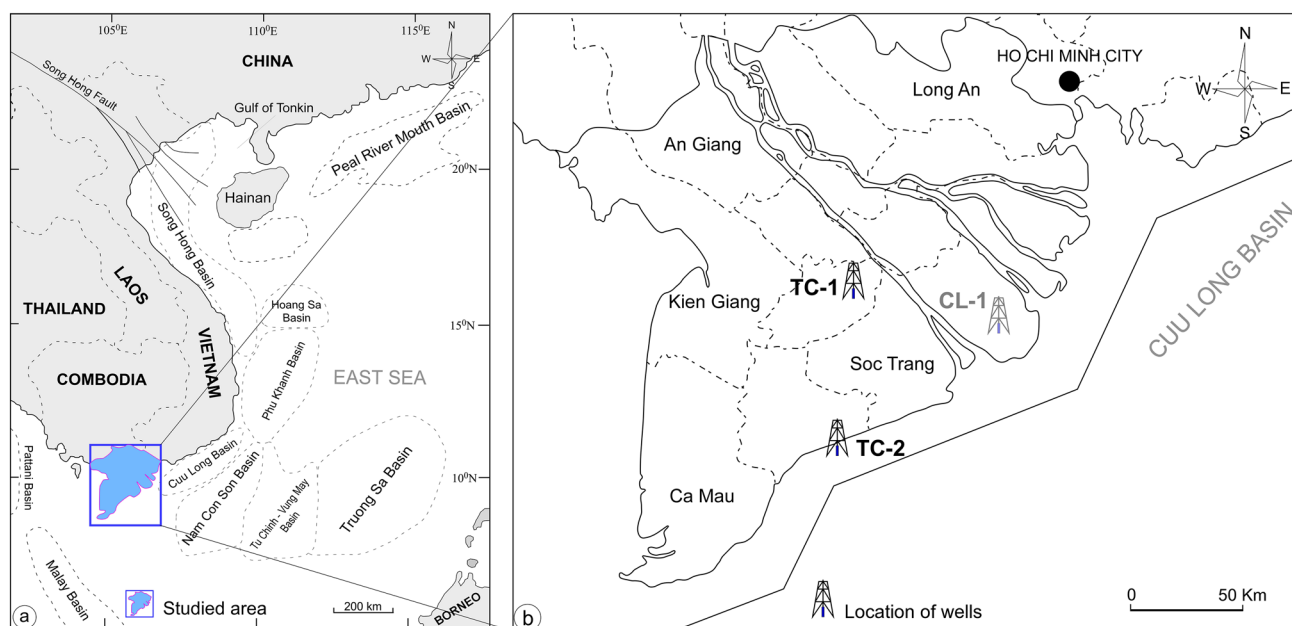 105⁰E
110⁰E
115⁰E
N
W
E
S
CHINA
Song Hong Fault
Gulf of Tonkin
Peal River Mouth Basin
20⁰N
Hainan
Song Hong Basin
LAOS
THAILAND
Hoang Sa
Basin
15⁰N
VIETNAM
COMBODIA
Phu Khanh Basin
EAST SEA
Pattani Basin
Cuu Long Basin
10⁰N
Nam Con Son Basin
Tu Chinh - Vung May
Basin
Truong Sa Basin
Malay Basin
Studied area
200 km
BORNEO
a
HO CHI MINH CITY
N
W
E
S
Long An
An Giang
CUU LONG BASIN
TC-1
Kien Giang
CL-1
Soc Trang
TC-2
Ca Mau
Location of wells
0
50 Km
b